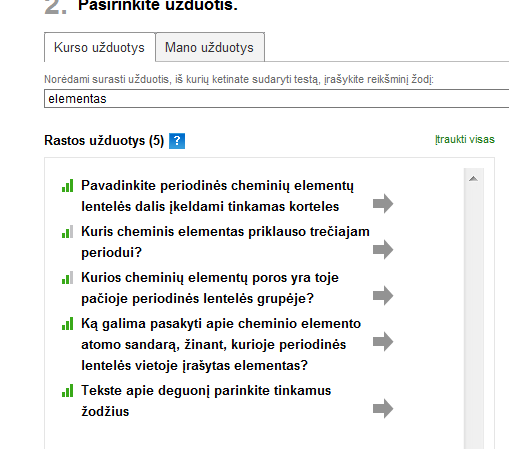 2. Pasirinkite užduotis.
Kurso užduotys Mano užduotys
Norėdami surasti užduotis, iš kurių ketinate sudaryti testą, įrašykite reikšminį žodį:
elementas
Rastos užduotys (5) ? Įtraukti visas
Pavadinkite periodinės cheminių elementų
lentelės dalis įkeldami tinkamas korteles
Kuris cheminis elementas priklauso trečiajam
periodui?
Kurios cheminių elementų poros yra toje
pačioje periodinės lentelės grupėje?
Ką galima pasakyti apie cheminio elemento
atomo sandarą, žinant, kurioje periodinės
lentelės vietoje įrašytas elementas?
Tekste apie deguonį parinkite tinkamus
žodžius